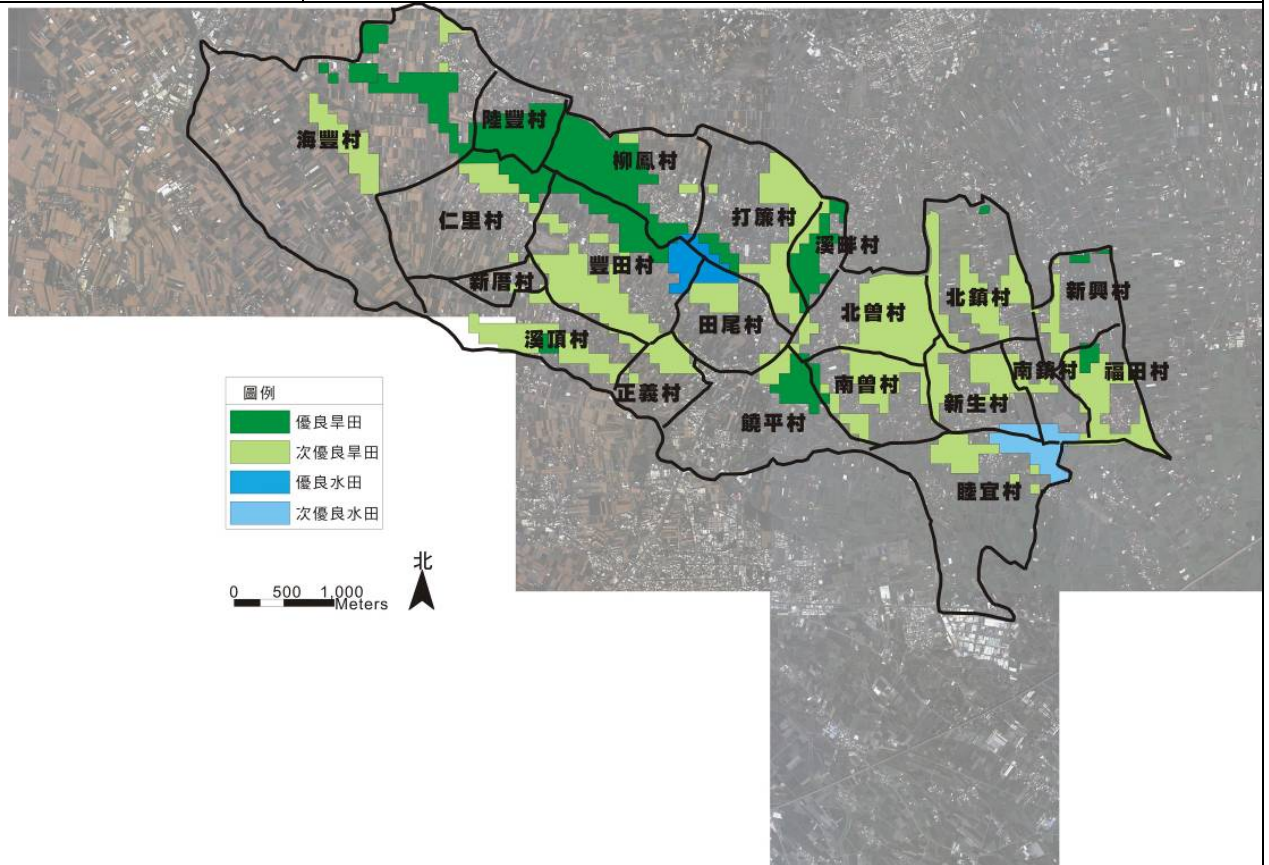 陸豐村
海豐村
柳鳳村
打簾村
仁里村
溪畔村
豐田村
新厝村
北鎮村
新興村
北曾村
田尾村
溪頂村
南鎮村
福田村
南曾村
正義村
新生村
饒平村
睦宜村
圖例
優良旱田
次優良旱田
優良水田
次優良水田
北
0 500 1,000
Meters